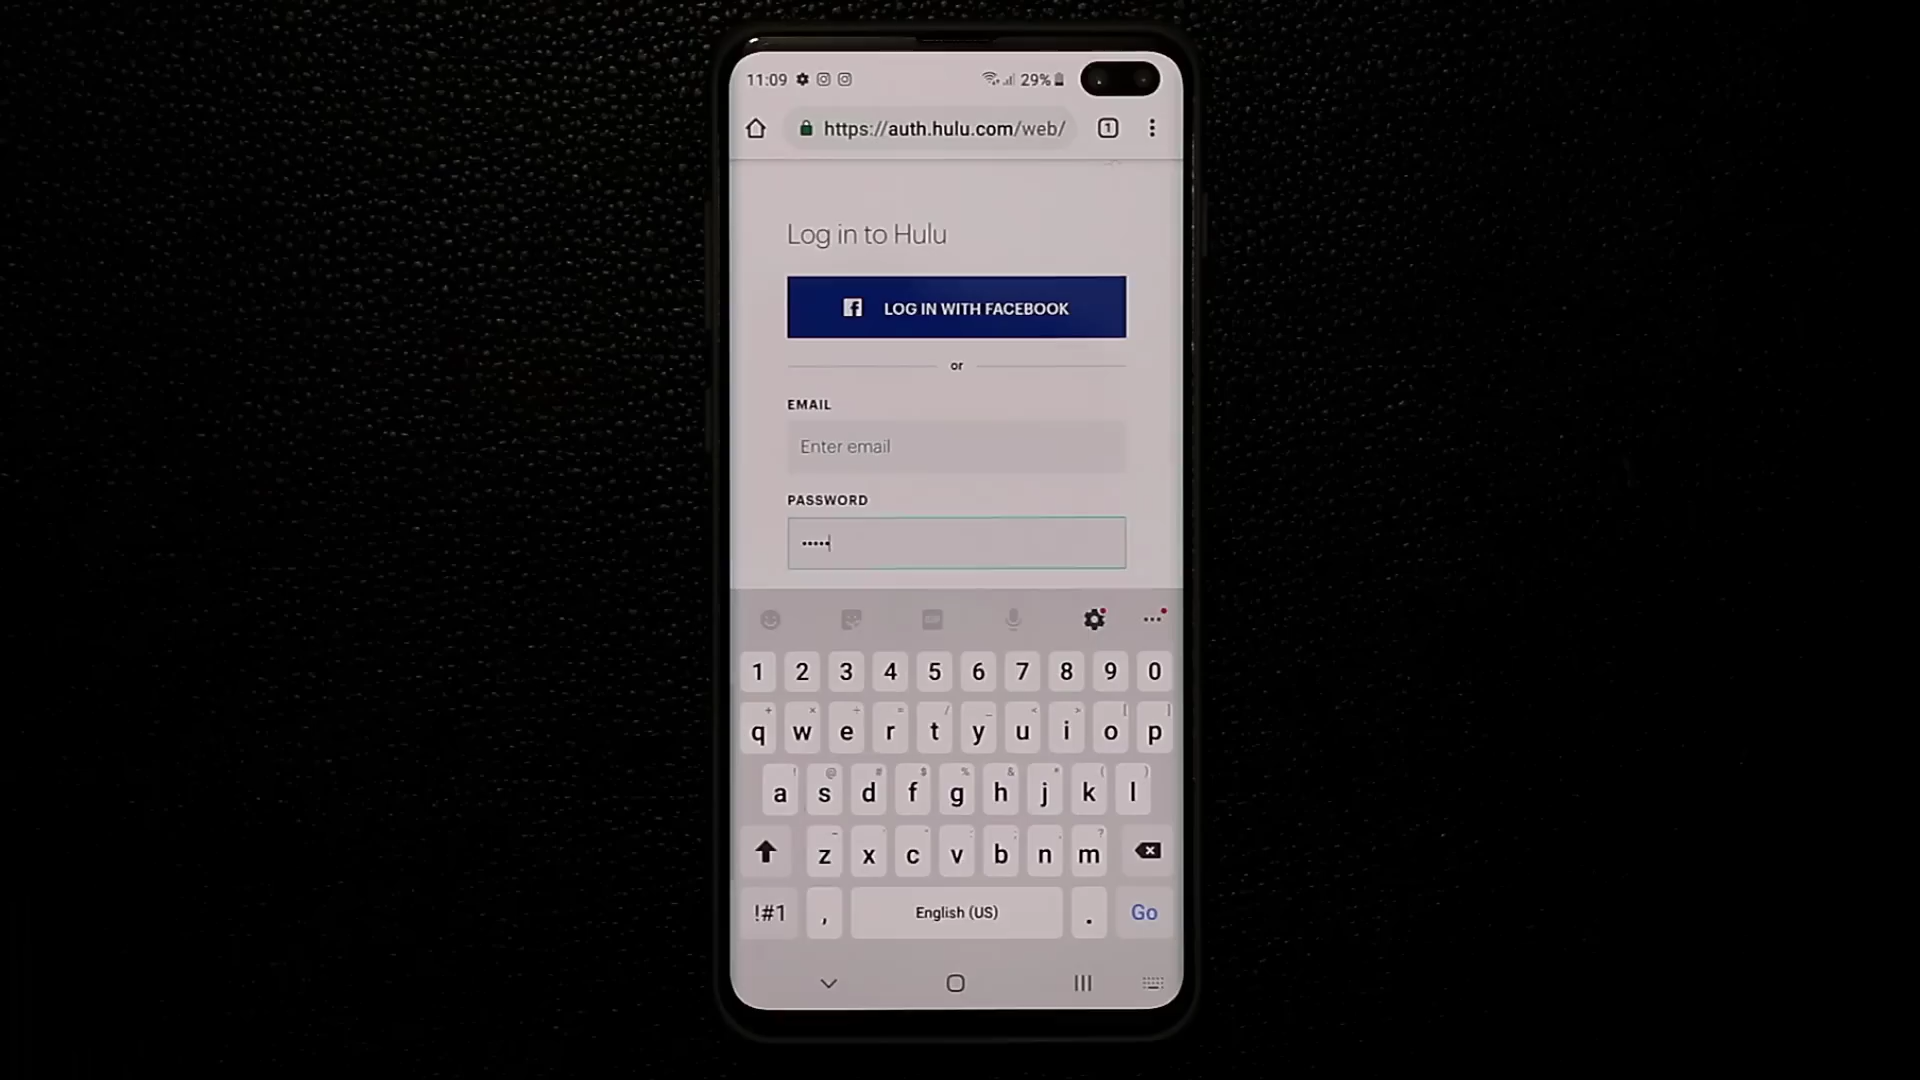 11:09 29%
https://auth.hulu.com/web/ 1
Log in to Hulu
f LOG IN WITH FACEBOOK
or
EMAIL
Enter email
PASSWORD
•••••
GIF
1 2 3 4 5 6 7 8 9 0
+ × ÷ = / _ < > [ ]
q w e r t y u i o p
! @ # $ % & * ( )
a s d f g h j k l
z x c v b n m ?
!#1 , English (US) . Go